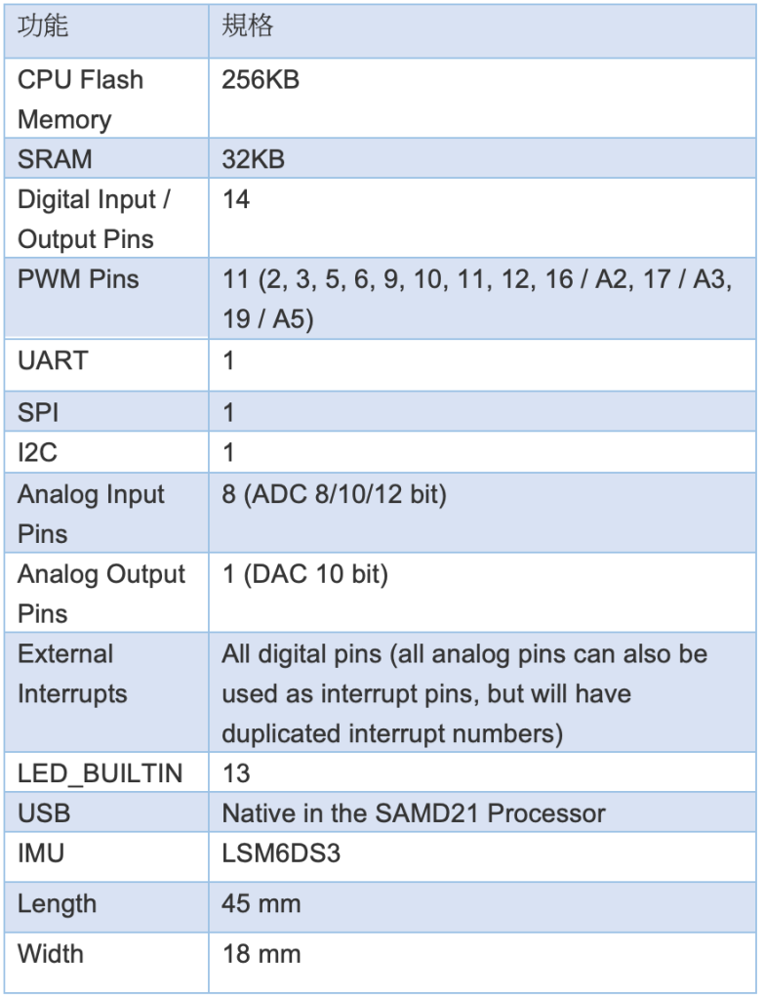 功能 規格
CPU Flash 256KB
Memory
SRAM 32KB
Digital Input / 14
Output Pins
PWM Pins 11 (2, 3, 5, 6, 9, 10, 11, 12, 16 / A2, 17 / A3,
19 / A5)
UART 1
SPI 1
I2C 1
Analog Input 8 (ADC 8/10/12 bit)
Pins
Analog Output 1 (DAC 10 bit)
Pins
External All digital pins (all analog pins can also be
Interrupts used as interrupt pins, but will have
duplicated interrupt numbers)
LED_BUILTIN 13
USB Native in the SAMD21 Processor
IMU LSM6DS3
Length 45 mm
Width 18 mm